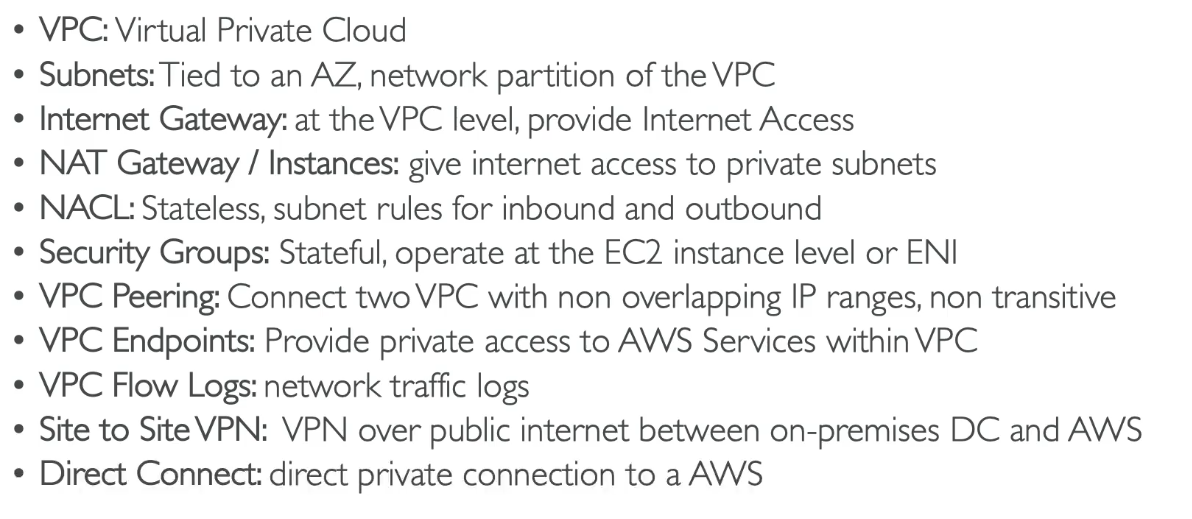 • VPC: Virtual Private Cloud
• Subnets: Tied to an AZ, network partition of the VPC
• Internet Gateway: at the VPC level, provide Internet Access
• NAT Gateway / Instances: give internet access to private subnets
• NACL: Stateless, subnet rules for inbound and outbound
• Security Groups: Stateful, operate at the EC2 instance level or ENI
• VPC Peering: Connect two VPC with non overlapping IP ranges, non transitive
• VPC Endpoints: Provide private access to AWS Services within VPC
• VPC Flow Logs: network traffic logs
• Site to Site VPN: VPN over public internet between on-premises DC and AWS
• Direct Connect: direct private connection to a AWS